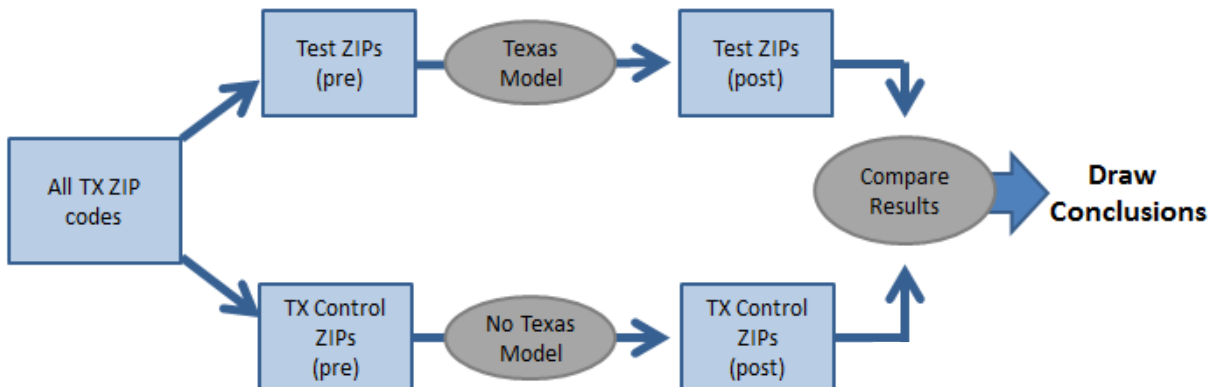 Test ZIPs
(pre)
Texas
Model
Test ZIPs
(post)
All TX ZIP
codes
Compare
Results
Draw
Conclusions
TX Control
ZIPs
(pre)
No Texas
Model
TX Control
ZIPs
(post)